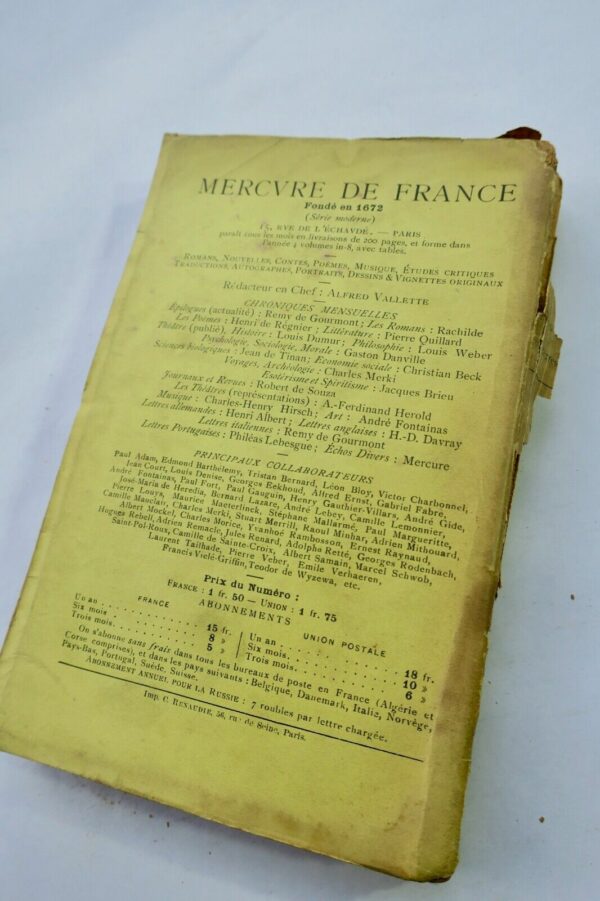 MERCVRE DE FRANCE
Fondé en 1672
(Série moderne)
15, RVE DE L'ÉCHAVDÉ. — PARIS
paraît tous les mois en livraisons de 200 pages, et forme dans
l'année 4 volumes in-8, avec tables.
ROMANS, NOUVELLES, CONTES, POÈMES, MUSIQUE, ÉTUDES CRITIQUES
TRADUCTIONS, AUTOGRAPHES, PORTRAITS, DESSINS & VIGNETTES ORIGINAUX
Rédacteur en Chef : ALFRED VALLETTE
CHRONIQUES MENSUELLES
Épilogues (actualité) : Remy de Gourmont; Les Romans : Rachilde
Les Poèmes : Henri de Régnier ; Littérature : Pierre Quillard
Théâtre (publié), Histoire : Louis Dumur; Philosophie : Louis Weber
Psychologie, Sociologie, Morale : Gaston Danville
Sciences biologiques : Jean de Tinan; Économie sociale : Christian Beck
Voyages, Archéologie : Charles Merki
Esotérisme et Spiritisme : Jacques Brieu
Journaux et Revues : Robert de Souza
Les Théâtres (représentations) : A.-Ferdinand Herold
Musique : Charles-Henry Hirsch; Art : André Fontainas
Lettres allemandes : Henri Albert; Lettres anglaises : H.-D. Davray
Lettres italiennes : Remy de Gourmont
Lettres Portugaises : Philéas Lebesgue; Échos Divers : Mercure
PRINCIPAUX COLLABORATEURS
Paul Adam, Edmond Barthélemy, Tristan Bernard, Léon Bloy, Victor Charbonnel,
Jean Court, Louis Denise, Georges Eekhoud, Alfred Ernst, Gabriel Fabre,
André Fontainas, Paul Fort, Paul Gauguin, Henry Gauthier-Villars, André Gide,
José-Maria de Heredia, Bernard Lazare, André Lebey, Camille Lemonnier,
Pierre Louys, Maurice Maeterlinck, Stéphane Mallarmé, Paul Margueritte,
Camille Mauclair, Charles Merki, Stuart Merrill, Raoul Minhar, Adrien Mithouard,
Albert Mockel, Charles Morice, Yvanhoé Rambosson, Ernest Raynaud,
Hugues Rebell, Adrien Remacle, Jules Renard, Adolphe Retté, Georges Rodenbach,
Saint-Pol-Roux, Camille de Sainte-Croix, Albert Samain, Marcel Schwob,
Laurent Tailhade, Pierre Veber, Emile Verhaeren,
Francis Vielé-Griffin, Teodor de Wyzewa, etc.
Prix du Numéro :
FRANCE : 1 fr. 50 — UNION : 1 fr. 75
ABONNEMENTS
FRANCE
Un an . . . 15 fr.
Six mois . . . 8 »
Trois mois . . . 5 »
UNION POSTALE
Un an . . . 18 fr.
Six mois . . . 10 »
Trois mois . . . 6 »
On s'abonne sans frais dans tous les bureaux de poste en France (Algérie et
Corse comprises), et dans les pays suivants : Belgique, Danemark, Italie, Norvège,
Pays-Bas, Portugal, Suède, Suisse.
ABONNEMENT ANNUEL POUR LA RUSSIE : 7 roubles par lettre chargée.
Imp. C. RENAUDIE, 56, rue de Seine, Paris.